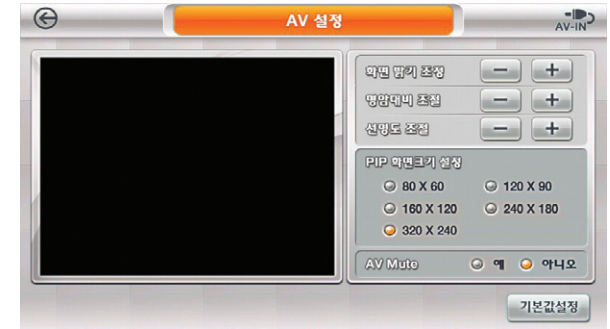 AV 설정
AV-IN
화면 밝기 조정
명암대비 조절
선명도 조절
PIP 화면크기 설정
80 X 60
120 X 90
160 X 120
240 X 180
320 X 240
AV Mute
예
아니오
기본값설정